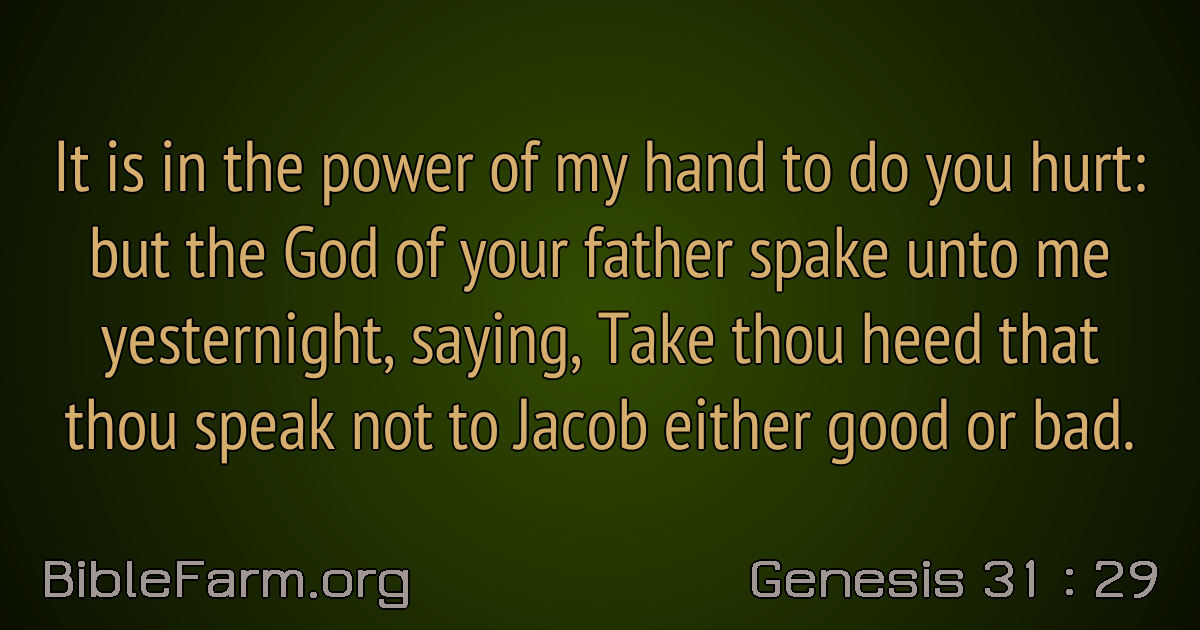 It is in the power of my hand to do you hurt:
but the God of your father spake unto me
yesternight, saying, Take thou heed that
thou speak not to Jacob either good or bad.
BibleFarm.org
Genesis 31 : 29